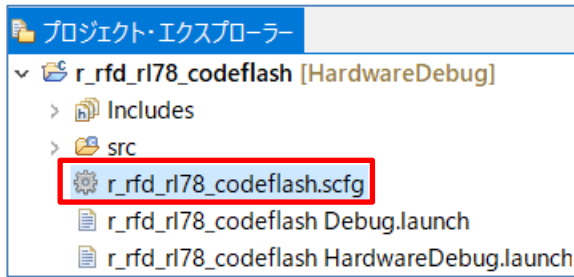 プロジェクト・エクスプローラー
r_rfd_rl78_codeflash [HardwareDebug]
Includes
src
r_rfd_rl78_codeflash.scfg
r_rfd_rl78_codeflash Debug.launch
r_rfd_rl78_codeflash HardwareDebug.launch